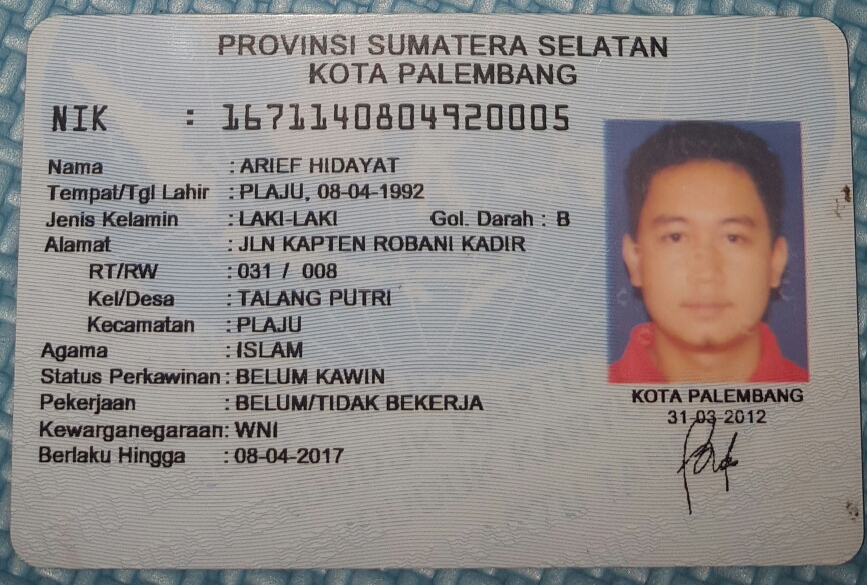 PROVINSI SUMATERA SELATAN
KOTA PALEMBANG
NIK : 1671140804920005
Nama : ARIEF HIDAYAT
Tempat/Tgl Lahir : PLAJU, 08-04-1992
Jenis Kelamin : LAKI-LAKI Gol. Darah : B
Alamat : JLN KAPTEN ROBANI KADIR
RT/RW : 031 / 008
Kel/Desa : TALANG PUTRI
Kecamatan : PLAJU
Agama : ISLAM
Status Perkawinan : BELUM KAWIN
Pekerjaan : BELUM/TIDAK BEKERJA
Kewarganegaraan: WNI
Berlaku Hingga : 08-04-2017
KOTA PALEMBANG
31-03-2012